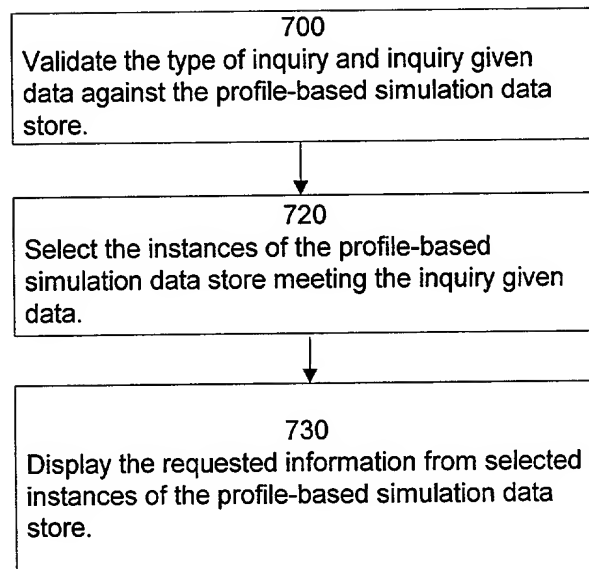 700
Validate the type of inquiry and inquiry given
data against the profile-based simulation data
store.
720
Select the instances of the profile-based
simulation data store meeting the inquiry given
data.
730
Display the requested information from selected
instances of the profile-based simulation data
store.